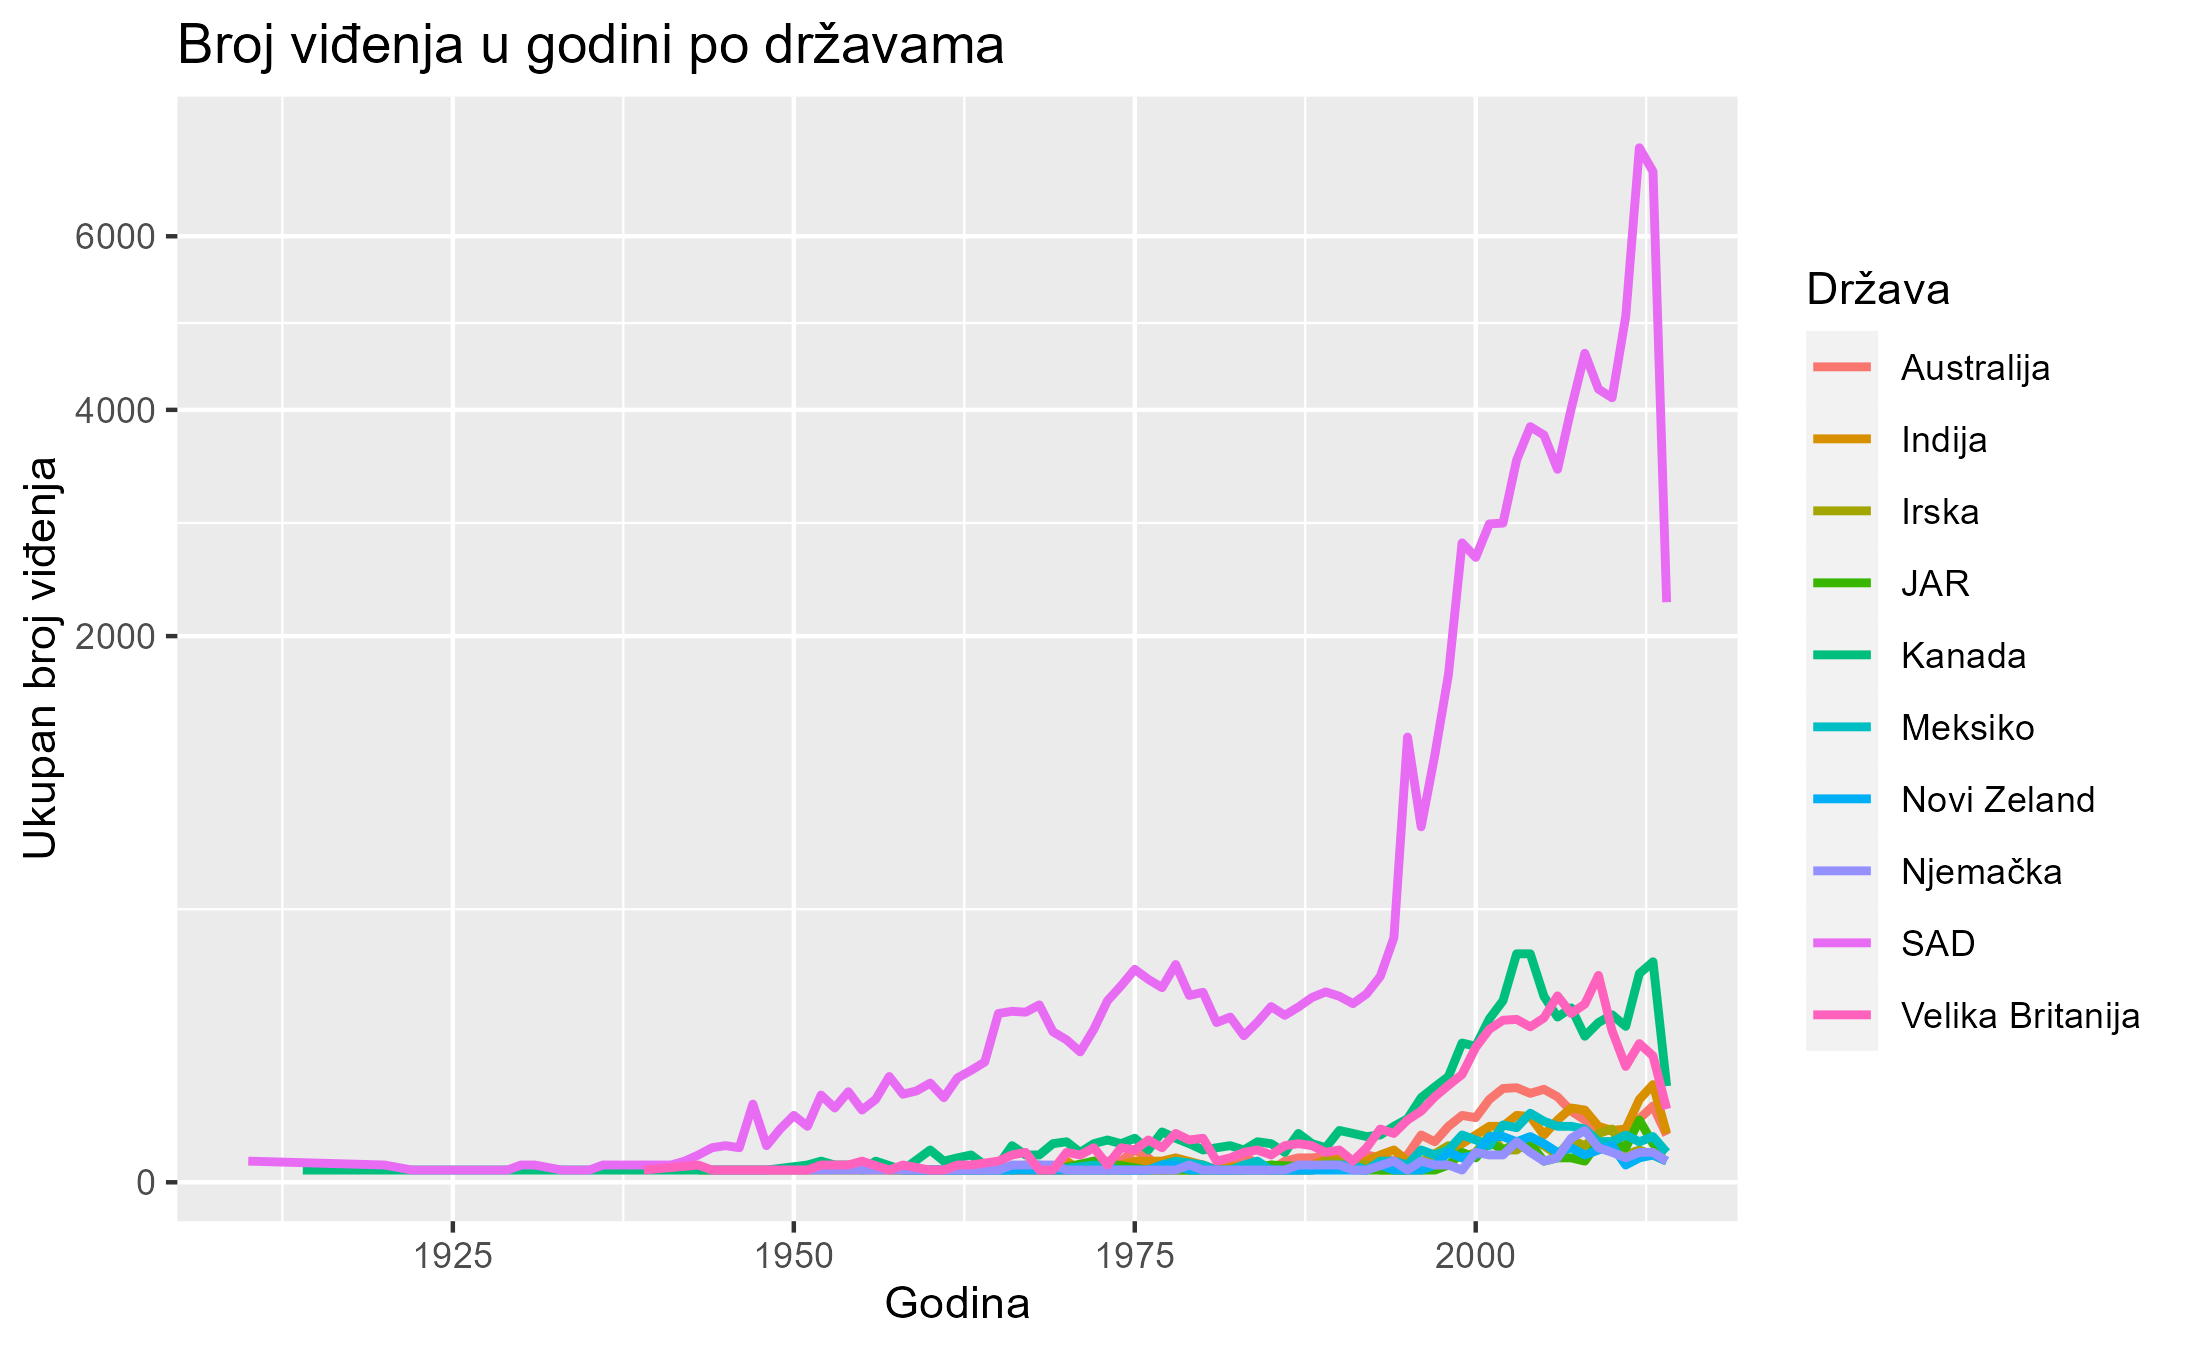 Broj viđenja u godini po državama
Ukupan broj viđenja
6000
4000
2000
0
1925
1950
1975
2000
Godina
Država
Australija
Indija
Irska
JAR
Kanada
Meksiko
Novi Zeland
Njemačka
SAD
Velika Britanija